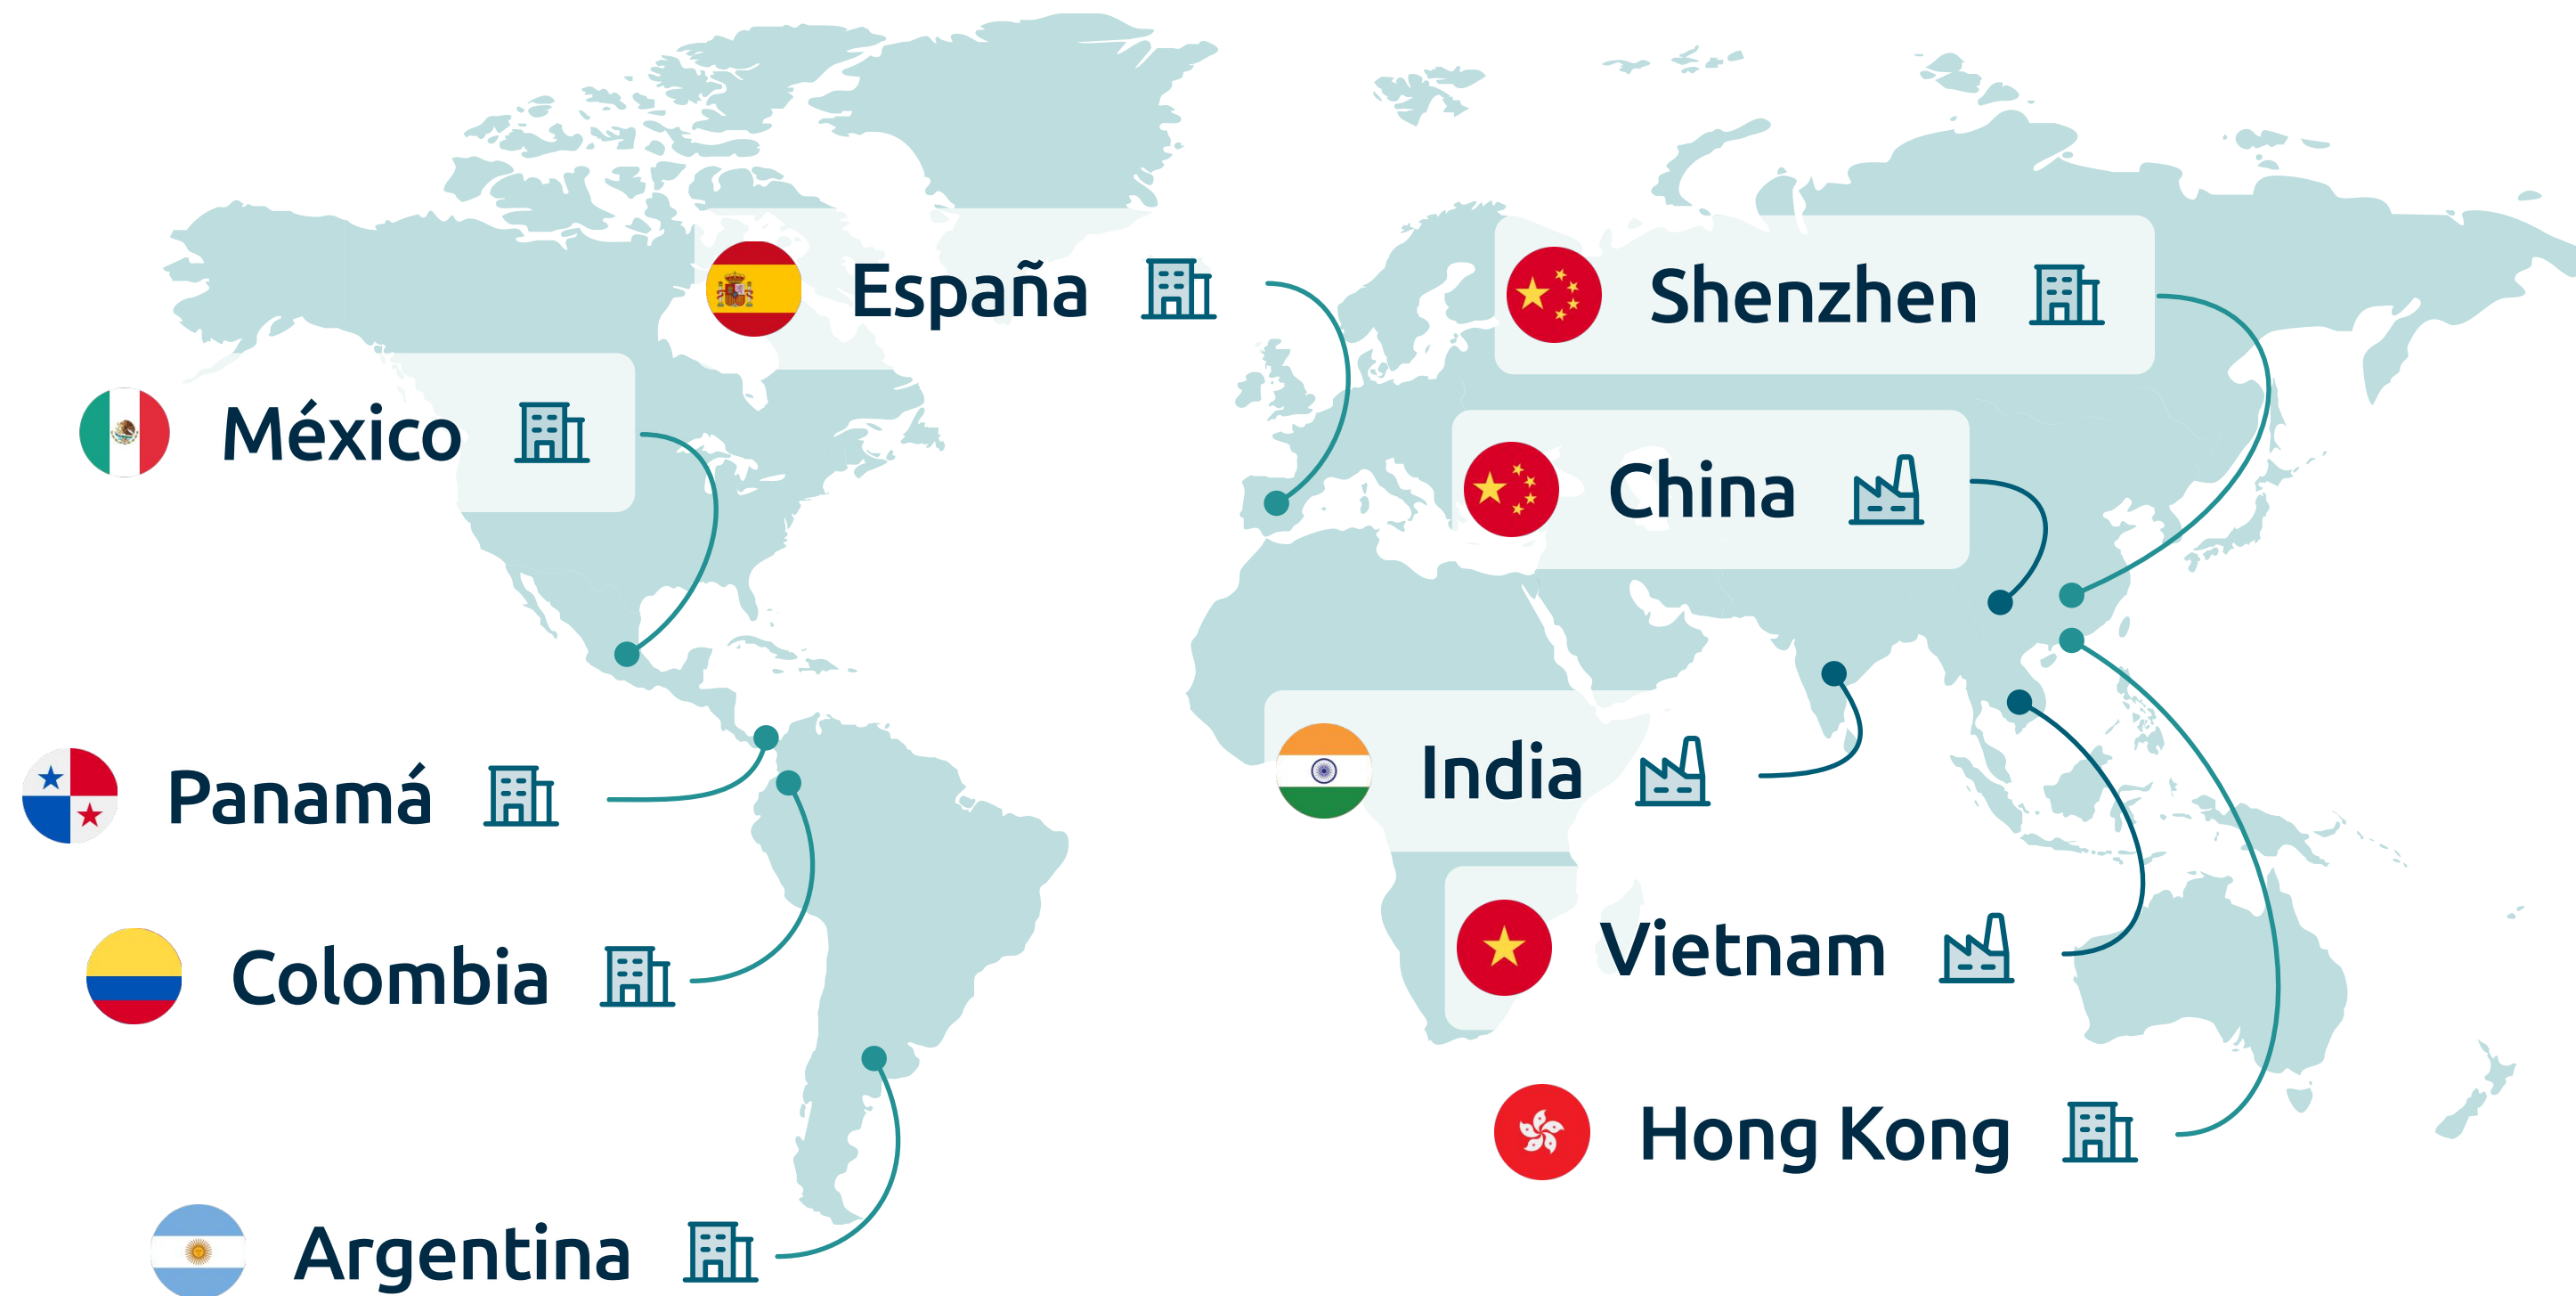 España
Shenzhen
México
China
Panamá
India
Colombia
Vietnam
Hong Kong
Argentina